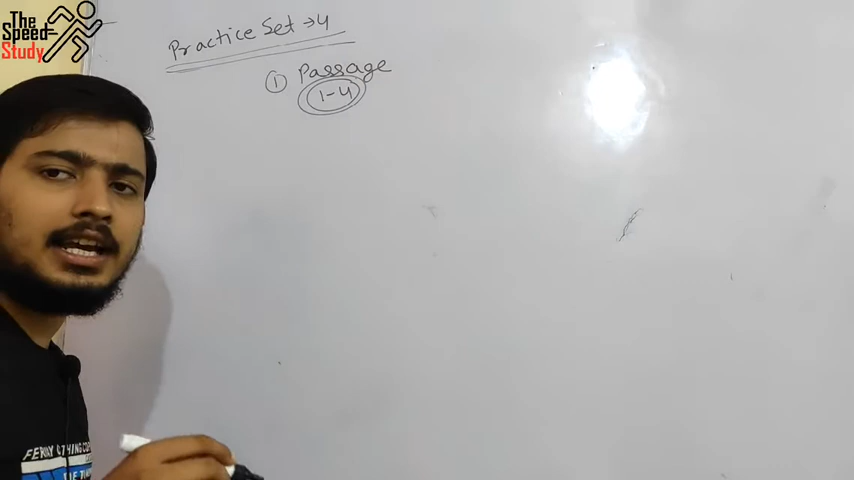 The
Speed
Study
Practice Set → 4
① Passage
1-4